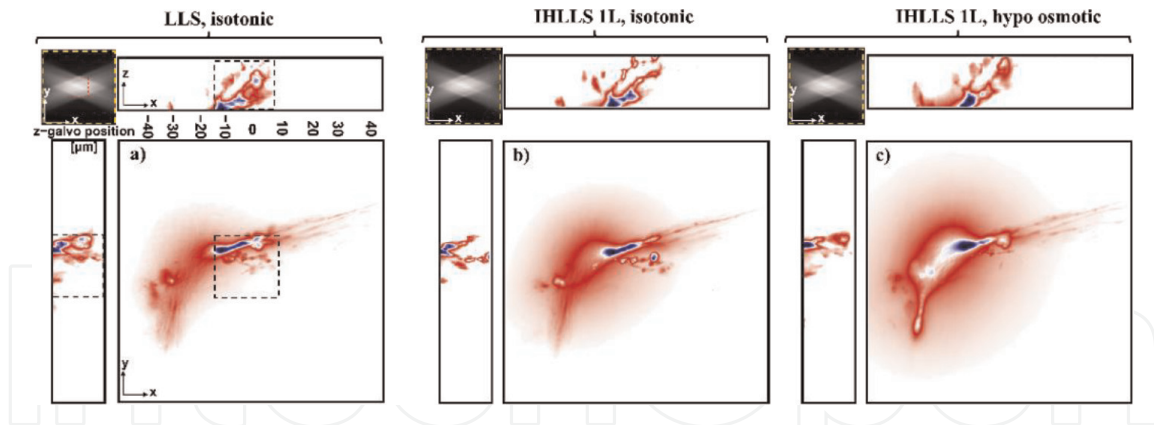 LLS, isotonic
IHLLS 1L, isotonic
IHLLS 1L, hypo osmotic
y
x
z
x
y
x
y
x
z-galvo position
[μm]
-40
-30
-10
0
10
20
30
40
a)
b)
c)
y
x